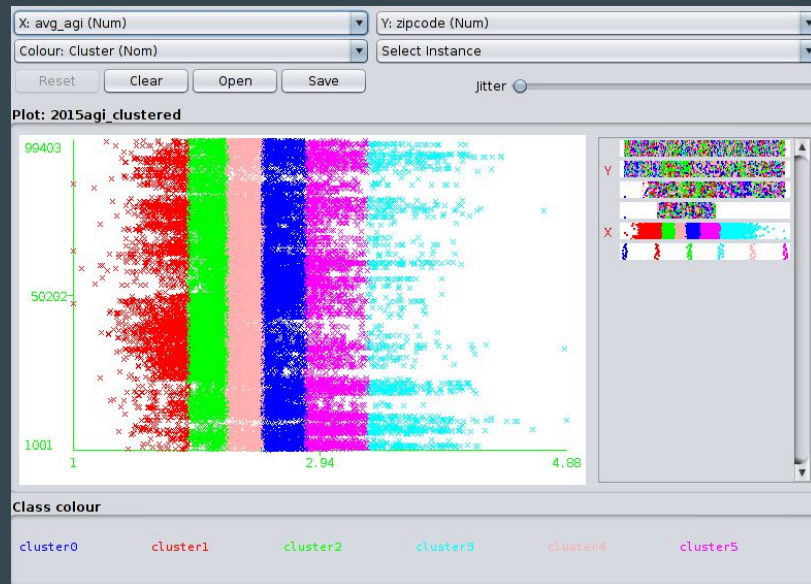 X: avg_agi (Num) Y: zipcode (Num)
Colour: Cluster (Nom) Select Instance
Reset Clear Open Save Jitter
Plot: 2015agi_clustered
99403
50202
1001
1 2.94 4.88
Y
X
Class colour
cluster0 cluster1 cluster2 cluster3 cluster4 cluster5